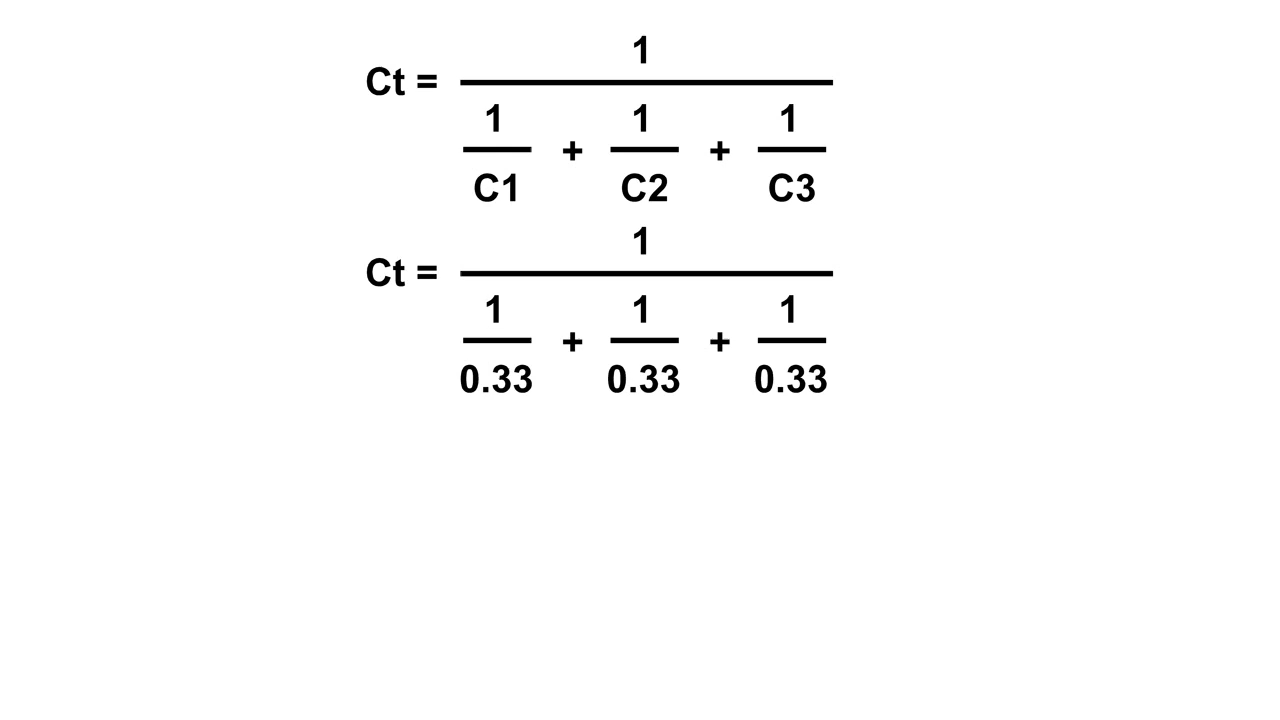 1
Ct =
1 1 1
+ +
C1 C2 C3
1
Ct =
1 1 1
+ +
0.33 0.33 0.33